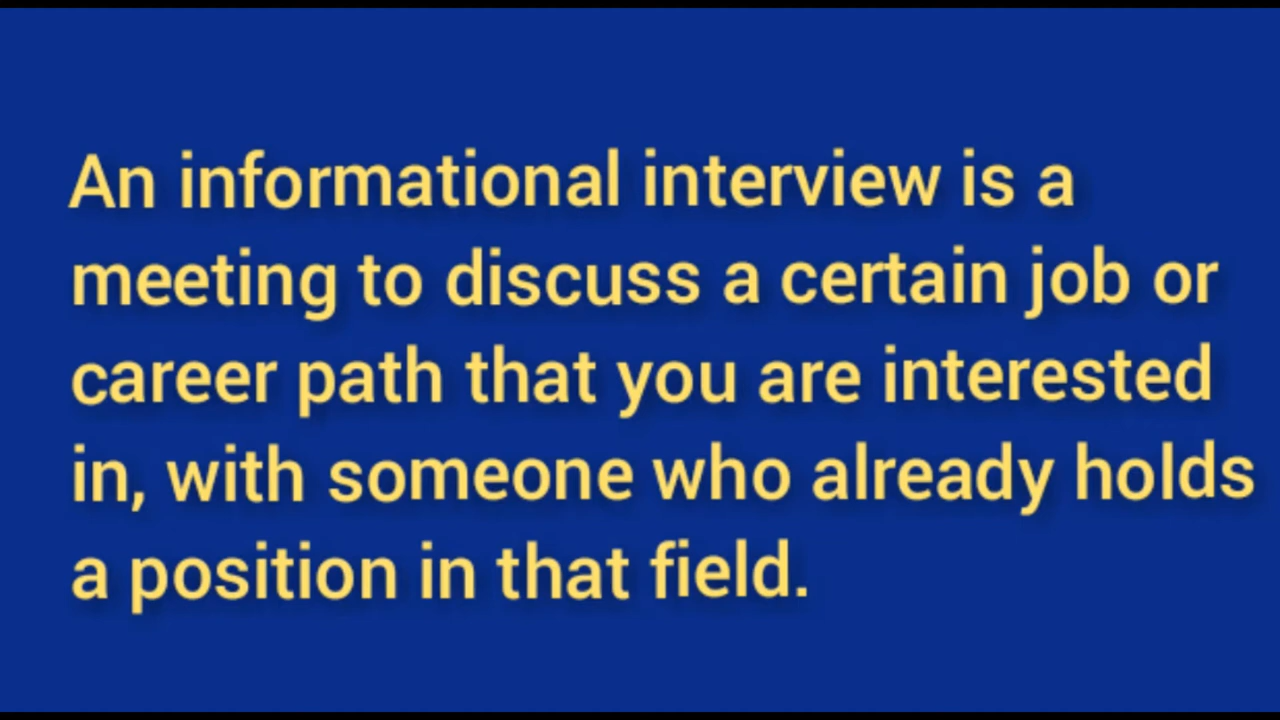 An informational interview is a
meeting to discuss a certain job or
career path that you are interested
in, with someone who already holds
a position in that field.